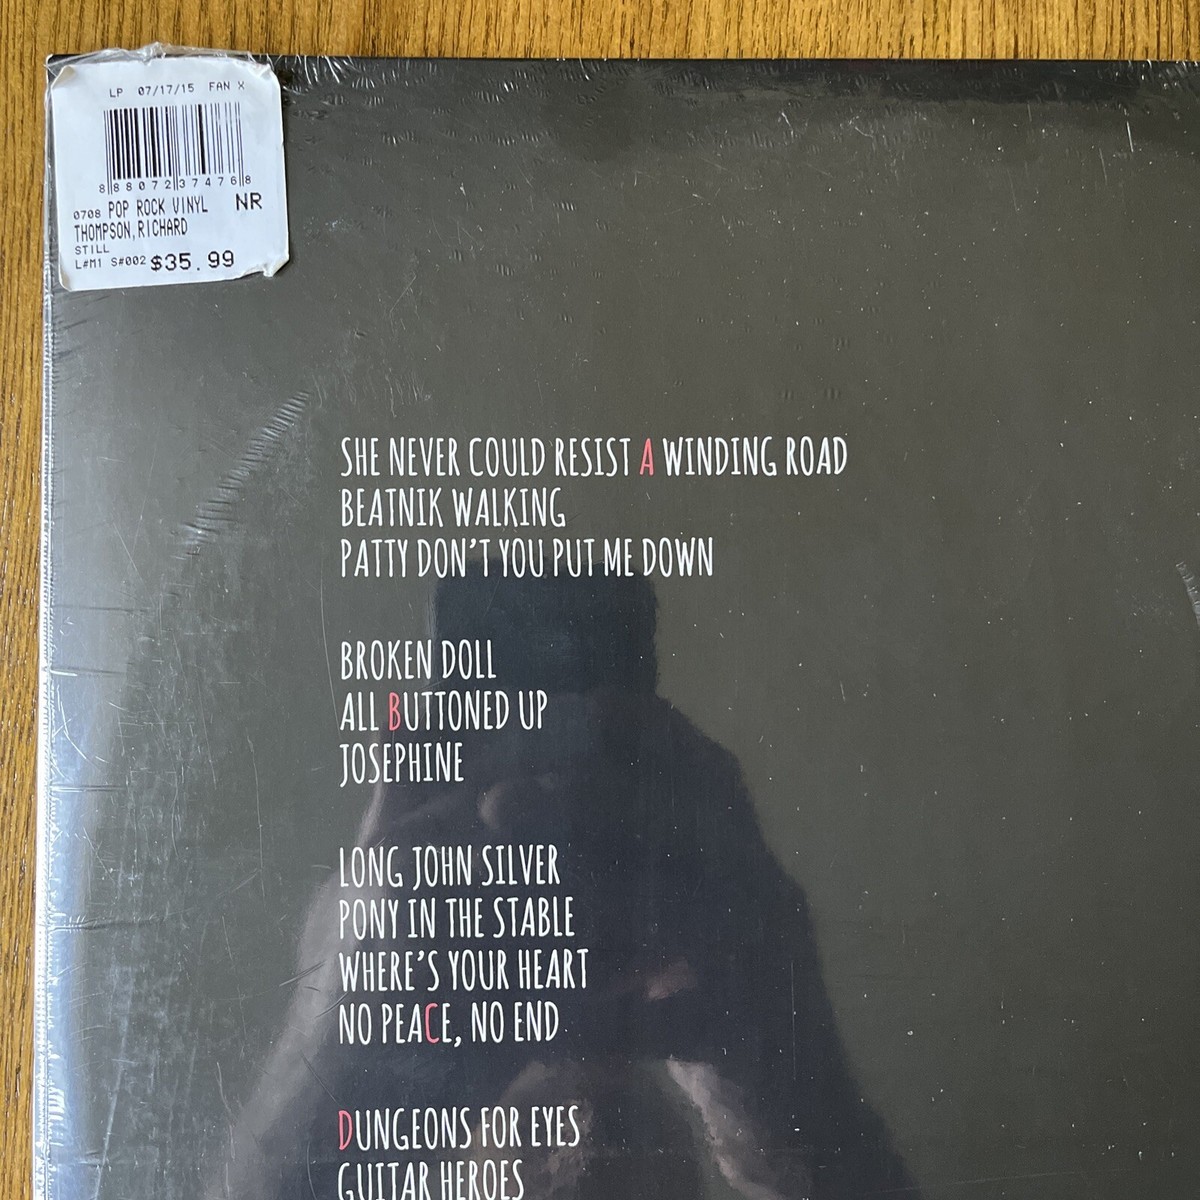 LP 07/17/15 FAN X
8 88072 37476 8
0708 POP ROCK VINYL NR
THOMPSON,RICHARD
STILL
L#M1 S#002 $35.99
SHE NEVER COULD RESIST A WINDING ROAD
BEATNIK WALKING
PATTY DON'T YOU PUT ME DOWN
BROKEN DOLL
ALL BUTTONED UP
JOSEPHINE
LONG JOHN SILVER
PONY IN THE STABLE
WHERE'S YOUR HEART
NO PEACE, NO END
DUNGEONS FOR EYES
GUITAR HEROES